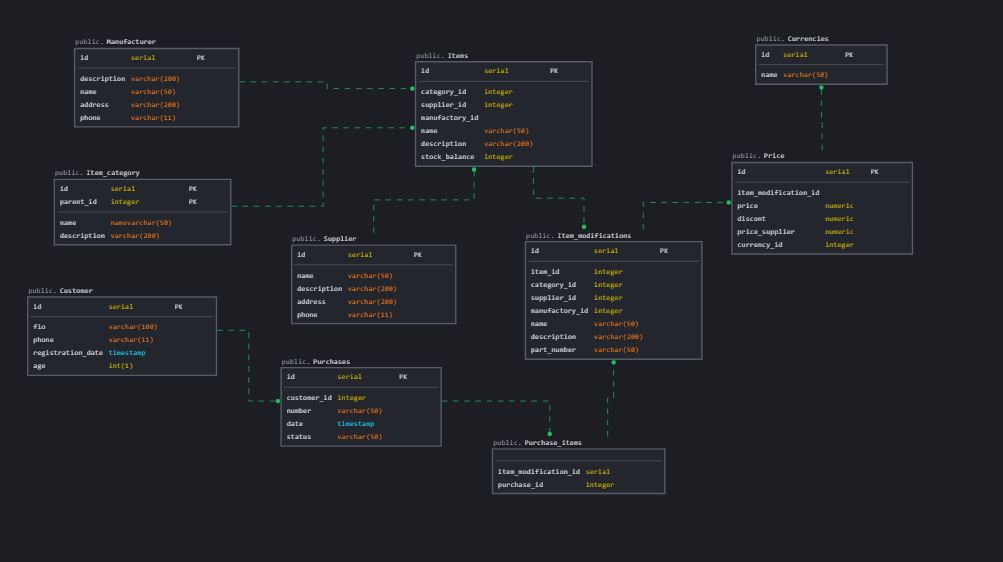 public. Manufacturer
id serial PK
description varchar(200)
name varchar(50)
address varchar(200)
phone varchar(11)
public. Items
id serial PK
category_id integer
supplier_id integer
manufactory_id
name varchar(50)
description varchar(200)
stock_balance integer
public. Currencies
id serial PK
name varchar(50)
public. Price
id serial PK
item_modification_id
price numeric
discont numeric
price_supplier numeric
currency_id integer
public. Item_category
id serial PK
parent_id integer PK
name namevarchar(50)
description varchar(200)
public. Supplier
id serial PK
name varchar(50)
description varchar(200)
address varchar(200)
phone varchar(11)
public. Item_modifications
id serial PK
item_id integer
category_id integer
supplier_id integer
manufactory_id integer
name varchar(50)
description varchar(200)
part_number varchar(50)
public. Customer
id serial PK
fio varchar(100)
phone varchar(11)
registration_date timestamp
age int(1)
public. Purchases
id serial PK
customer_id integer
number varchar(50)
date timestamp
status varchar(50)
public. Purchase_items
item_modification_id serial
purchase_id integer